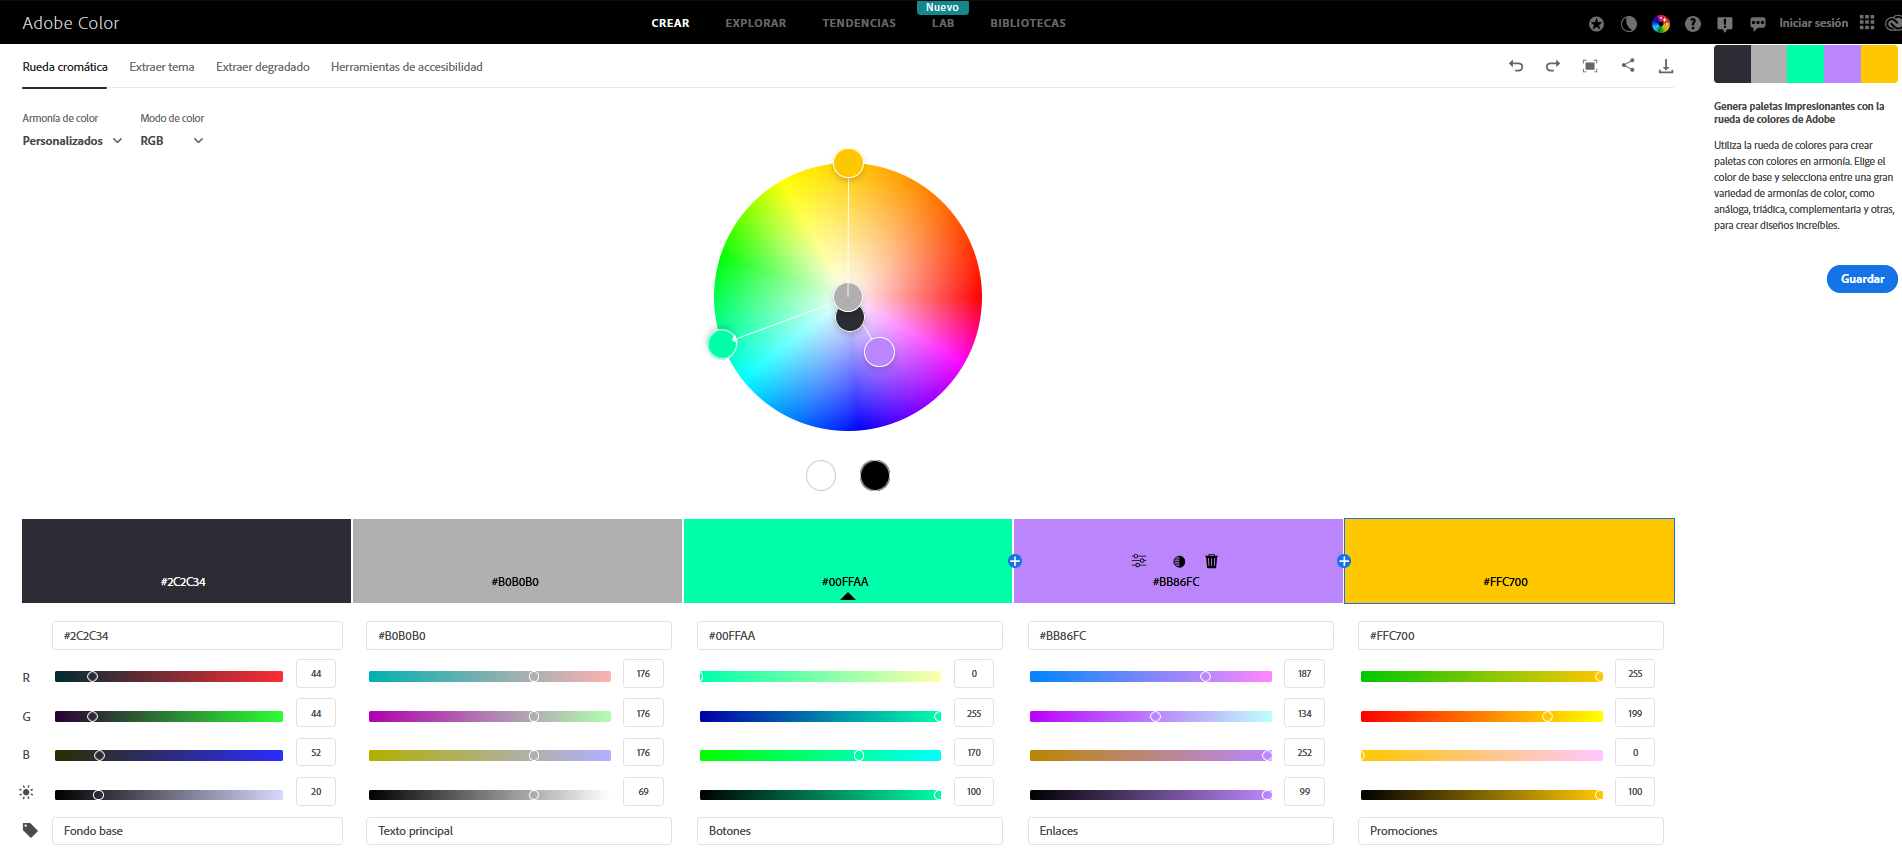 Adobe Color
CREAR
EXPLORAR
TENDENCIAS
Nuevo
LAB
BIBLIOTECAS
Iniciar sesión
Rueda cromática
Extraer tema
Extraer degradado
Herramientas de accesibilidad
Armonía de color
Modo de color
Personalizados
RGB
Genera paletas impresionantes con la
rueda de colores de Adobe
Utiliza la rueda de colores para crear
paletas con colores en armonía. Elige el
color de base y selecciona entre una gran
variedad de armonías de color, como
análoga, triádica, complementaria y otras,
para crear diseños increíbles.
Guardar
#2C2C34
#B0B0B0
#00FFAA
#BB86FC
#FFC700
#2C2C34
#B0B0B0
#00FFAA
#BB86FC
#FFC700
R 44 176 0 187 255
G 44 176 255 134 199
B 52 176 170 252 0
20 69 100 99 100
Fondo base
Texto principal
Botones
Enlaces
Promociones